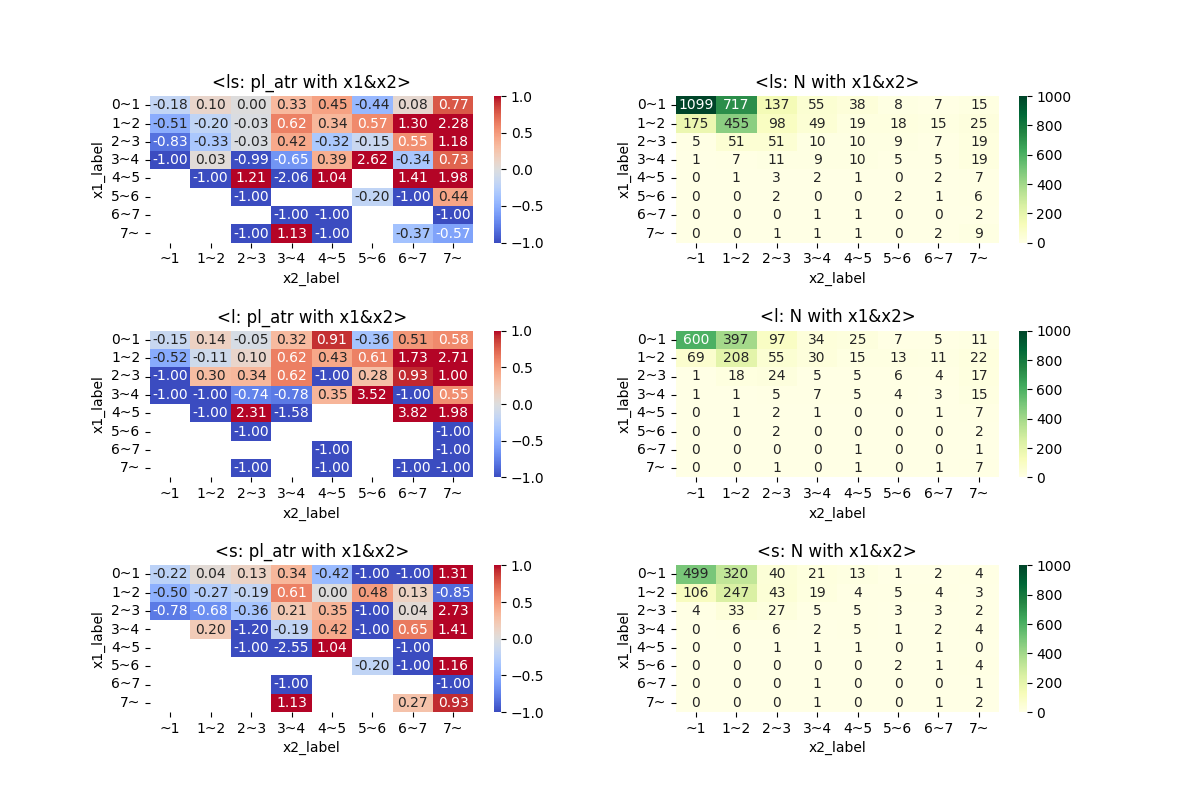 <ls: pl_atr with x1&x2>
<ls: N with x1&x2>
0~1 -0.18 0.10 0.00 0.33 0.45 -0.44 0.08 0.77 1.0
1~2 -0.51 -0.20 -0.03 0.62 0.34 0.57 1.30 2.28 0.5
2~3 -0.83 -0.33 -0.03 0.42 -0.32 -0.15 0.55 1.18
3~4 -1.00 0.03 -0.99 -0.65 0.39 2.62 -0.34 0.73 0.0
4~5 -1.00 1.21 -2.06 1.04 1.41 1.98
5~6 -1.00 -0.20 -1.00 0.44 −0.5
6~7 -1.00 -1.00 -1.00
7~ -1.00 1.13 -1.00 -0.37 -0.57 −1.0
~1 1~2 2~3 3~4 4~5 5~6 6~7 7~
x2_label
x1_label
0~1 1099 717 137 55 38 8 7 15 1000
1~2 175 455 98 49 19 18 15 25 800
2~3 5 51 51 10 10 9 7 19 600
3~4 1 7 11 9 10 5 5 19
4~5 0 1 3 2 1 0 2 7 400
5~6 0 0 2 0 0 2 1 6 200
6~7 0 0 0 1 1 0 0 2
7~ 0 0 1 1 1 0 2 9 0
~1 1~2 2~3 3~4 4~5 5~6 6~7 7~
x2_label
x1_label
<l: pl_atr with x1&x2>
<l: N with x1&x2>
0~1 -0.15 0.14 -0.05 0.32 0.91 -0.36 0.51 0.58 1.0
1~2 -0.52 -0.11 0.10 0.62 0.43 0.61 1.73 2.71 0.5
2~3 -1.00 0.30 0.34 0.62 -1.00 0.28 0.93 1.00
3~4 -1.00 -1.00 -0.74 -0.78 0.35 3.52 -1.00 0.55 0.0
4~5 -1.00 2.31 -1.58 3.82 1.98
5~6 -1.00 -1.00 −0.5
6~7 -1.00 -1.00
7~ -1.00 -1.00 -1.00 -1.00 −1.0
~1 1~2 2~3 3~4 4~5 5~6 6~7 7~
x2_label
x1_label
0~1 600 397 97 34 25 7 5 11 1000
1~2 69 208 55 30 15 13 11 22 800
2~3 1 18 24 5 5 6 4 17 600
3~4 1 1 5 7 5 4 3 15
4~5 0 1 2 1 0 0 1 7 400
5~6 0 0 2 0 0 0 0 2 200
6~7 0 0 0 0 1 0 0 1
7~ 0 0 1 0 1 0 1 7 0
~1 1~2 2~3 3~4 4~5 5~6 6~7 7~
x2_label
x1_label
<s: pl_atr with x1&x2>
<s: N with x1&x2>
0~1 -0.22 0.04 0.13 0.34 -0.42 -1.00 -1.00 1.31 1.0
1~2 -0.50 -0.27 -0.19 0.61 0.00 0.48 0.13 -0.85 0.5
2~3 -0.78 -0.68 -0.36 0.21 0.35 -1.00 0.04 2.73
3~4 0.20 -1.20 -0.19 0.42 -1.00 0.65 1.41 0.0
4~5 -1.00 -2.55 1.04 -1.00
5~6 -0.20 -1.00 1.16 −0.5
6~7 -1.00 -1.00
7~ 1.13 0.27 0.93 −1.0
~1 1~2 2~3 3~4 4~5 5~6 6~7 7~
x2_label
x1_label
0~1 499 320 40 21 13 1 2 4 1000
1~2 106 247 43 19 4 5 4 3 800
2~3 4 33 27 5 5 3 3 2 600
3~4 0 6 6 2 5 1 2 4
4~5 0 0 1 1 1 0 1 0 400
5~6 0 0 0 0 0 2 1 4 200
6~7 0 0 0 1 0 0 0 1
7~ 0 0 0 1 0 0 1 2 0
~1 1~2 2~3 3~4 4~5 5~6 6~7 7~
x2_label
x1_label